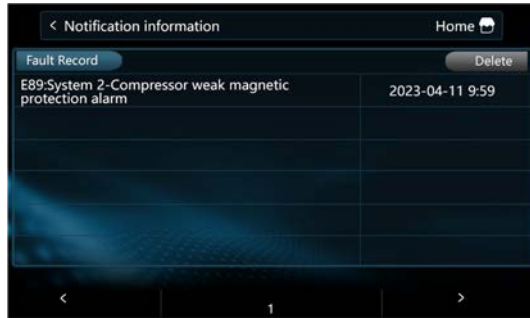 < Notification information
Home
Fault Record
Delete
E89:System 2-Compressor weak magnetic
protection alarm
2023-04-11 9:59
<
1
>